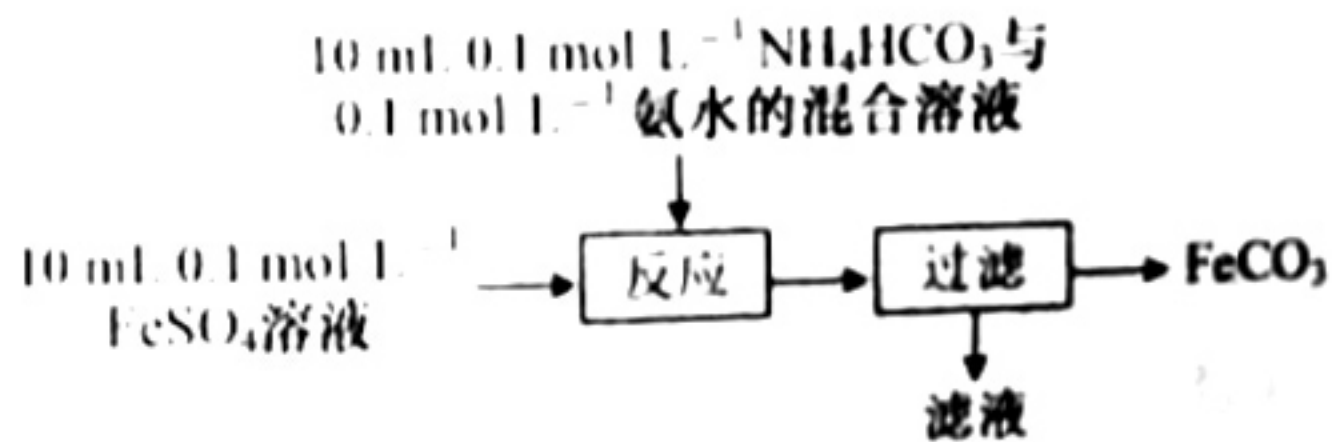 10 mL 0.1 mol·L⁻¹ NH₄HCO₃与
0.1 mol·L⁻¹ 氨水的混合溶液
10 mL 0.1 mol·L⁻¹
FeSO₄溶液
反应
过滤
FeCO₃
滤液